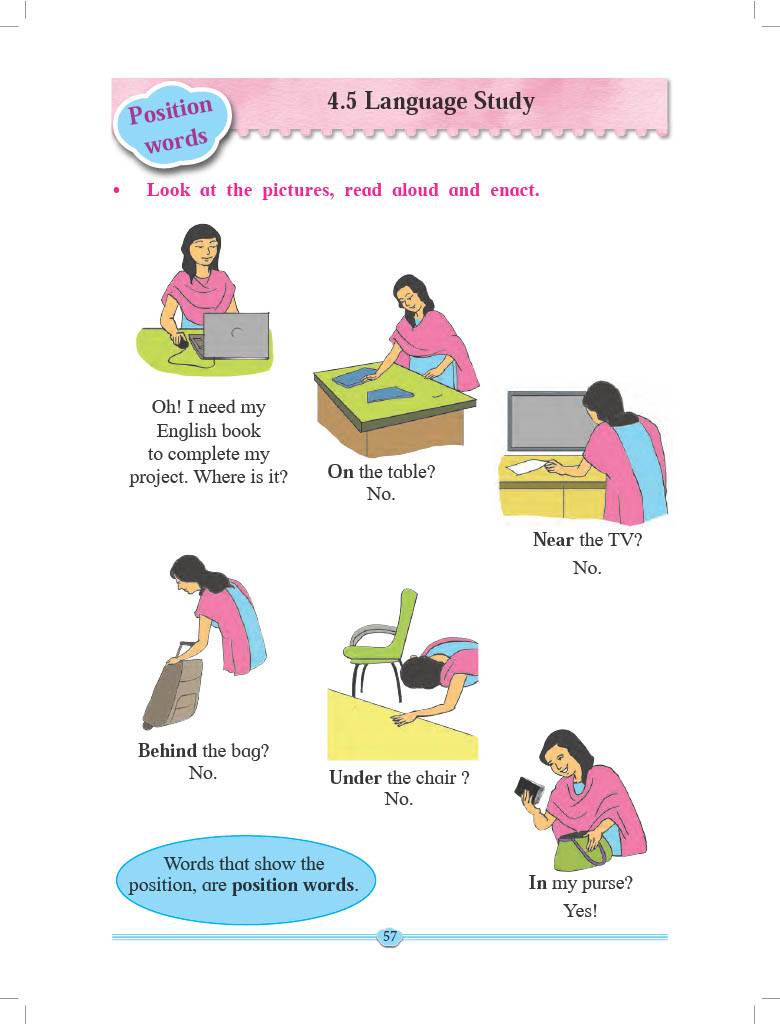 Position
words
4.5 Language Study
• Look at the pictures, read aloud and enact.
Oh! I need my
English book
to complete my
project. Where is it?
On the table?
No.
Near the TV?
No.
Behind the bag?
No.
Under the chair ?
No.
In my purse?
Yes!
Words that show the
position, are position words.
57